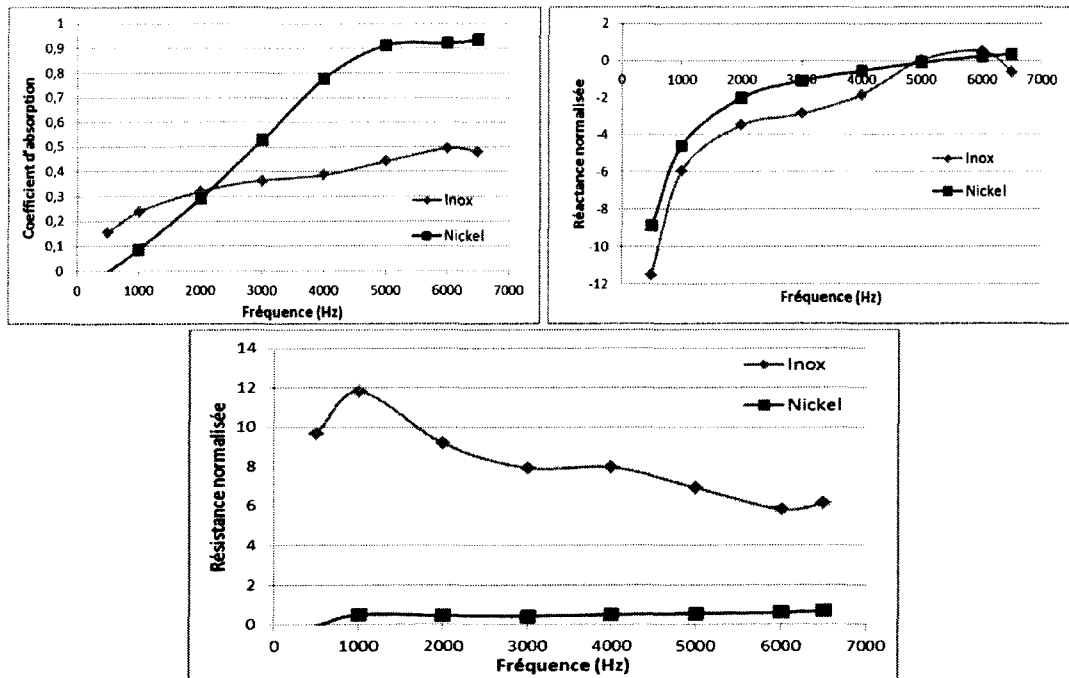 1
0,9
0,8
0,7
0,6
0,5
0,4
0,3
0,2
0,1
0
Coefficient d'absorption
Inox
Nickel
0 1000 2000 3000 4000 5000 6000 7000
Fréquence (Hz)
2
0
-2
-4
-6
-8
-10
-12
Réactance normalisée
0 1000 2000 3000 4000 5000 6000 7000
Inox
Nickel
Fréquence (Hz)
14
12
10
8
6
4
2
0
Résistance normalisée
Inox
Nickel
0 1000 2000 3000 4000 5000 6000 7000
Fréquence (Hz)